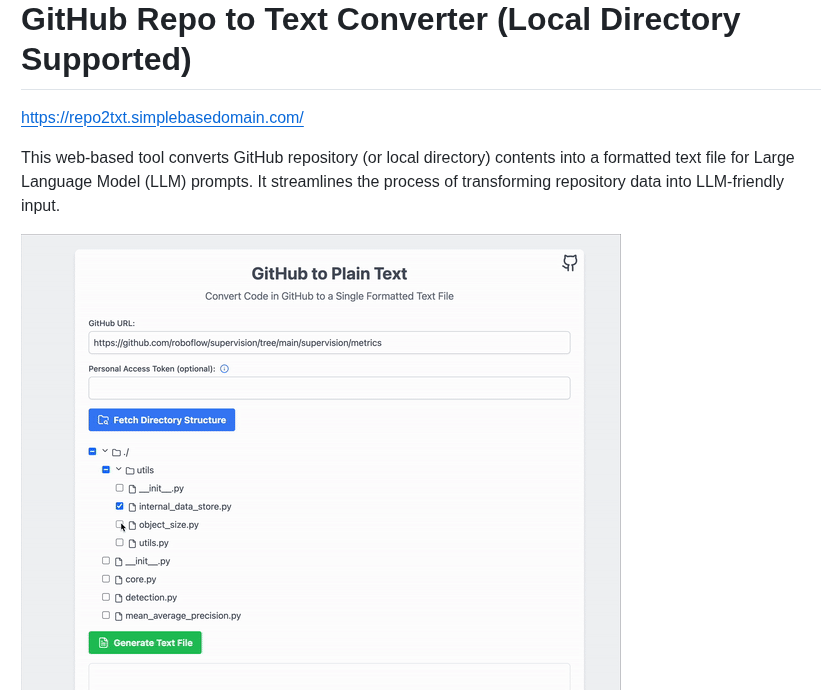 GitHub Repo to Text Converter (Local Directory
Supported)
https://repo2txt.simplebasedomain.com/
This web-based tool converts GitHub repository (or local directory) contents into a formatted text file for Large
Language Model (LLM) prompts. It streamlines the process of transforming repository data into LLM-friendly
input.
GitHub to Plain Text
Convert Code in GitHub to a Single Formatted Text File
GitHub URL:
https://github.com/roboflow/supervision/tree/main/supervision/metrics
Personal Access Token (optional):
Fetch Directory Structure
./
utils
__init__.py
internal_data_store.py
object_size.py
utils.py
__init__.py
core.py
detection.py
mean_average_precision.py
Generate Text File